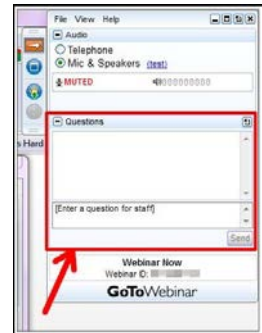 File View Help
Audio
Telephone
Mic & Speakers (test)
MUTED
Questions
s Hard
[Enter a question for staff]
Send
Webinar Now
Webinar ID:
GoToWebinar